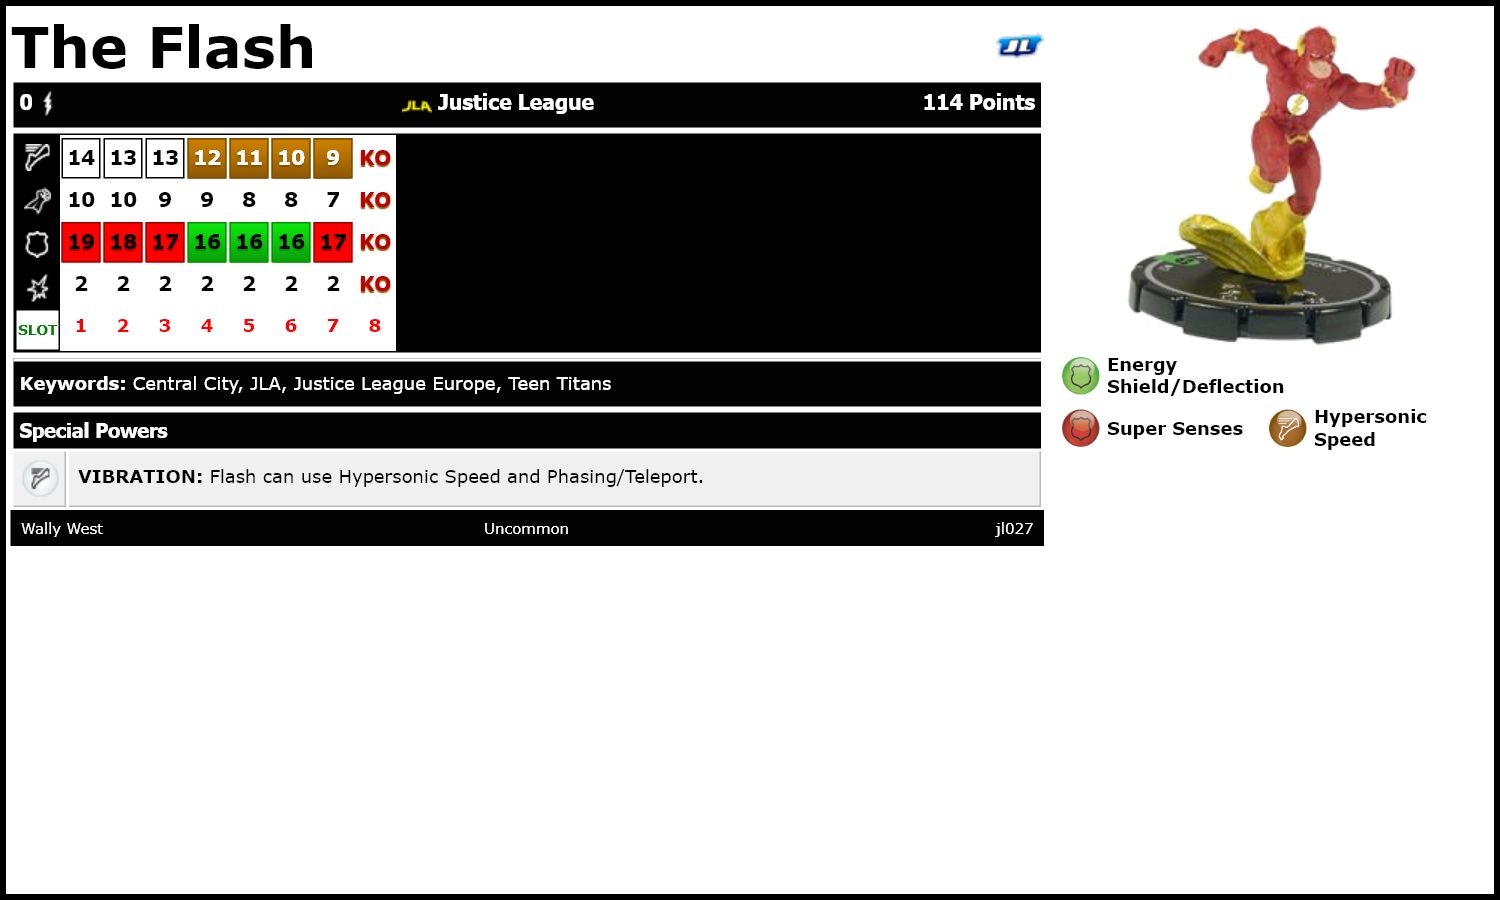 The Flash
JL
0
JLA Justice League
114 Points
14 13 13 12 11 10 9 KO
10 10 9 9 8 8 7 KO
19 18 17 16 16 16 17 KO
2 2 2 2 2 2 2 KO
SLOT 1 2 3 4 5 6 7 8
Keywords: Central City, JLA, Justice League Europe, Teen Titans
Special Powers
VIBRATION: Flash can use Hypersonic Speed and Phasing/Teleport.
Wally West
Uncommon
jl027
Energy
Shield/Deflection
Super Senses
Hypersonic
Speed